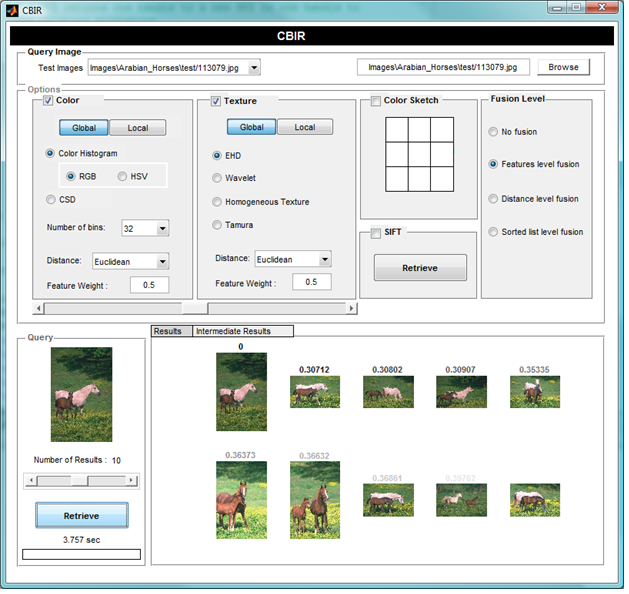 CBIR
CBIR
Query Image
Test Images Images\Arabian_Horses\test/113079.jpg Images\Arabian_Horses\test/113079.jpg Browse
Options
Color
Global Local
Color Histogram
RGB HSV
CSD
Number of bins: 32
Distance: Euclidean
Feature Weight : 0.5
Texture
Global Local
EHD
Wavelet
Homogeneous Texture
Tamura
Distance: Euclidean
Feature Weight : 0.5
Color Sketch
SIFT
Retrieve
Fusion Level
No fusion
Features level fusion
Distance level fusion
Sorted list level fusion
Query
Number of Results : 10
Retrieve
3.757 sec
Results Intermediate Results
0 0.30712 0.30802 0.30907 0.35335
0.36373 0.36632 0.36861 0.39762